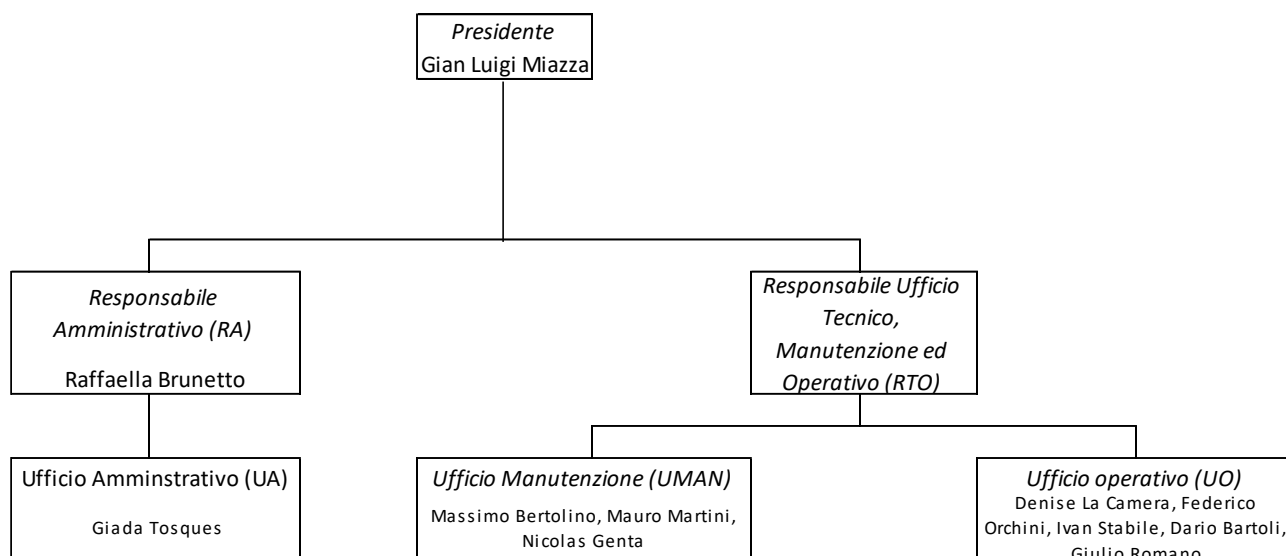 Presidente
Gian Luigi Miazza
Responsabile
Amministrativo (RA)
Raffaella Brunetto
Responsabile Ufficio
Tecnico,
Manutenzione ed
Operativo (RTO)
Ufficio Amminstrativo (UA)
Giada Tosques
Ufficio Manutenzione (UMAN)
Massimo Bertolino, Mauro Martini,
Nicolas Genta
Ufficio operativo (UO)
Denise La Camera, Federico
Orchini, Ivan Stabile, Dario Bartoli,
Giulio Romano